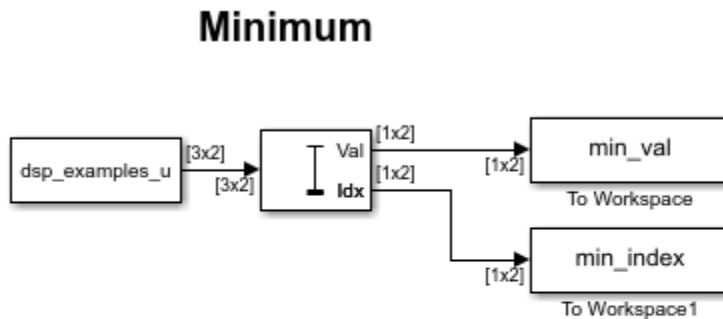 Minimum
dsp_examples_u
[3x2]
[3x2]
Val
Idx
[1x2]
[1x2]
[1x2]
min_val
To Workspace
[1x2]
min_index
To Workspace1